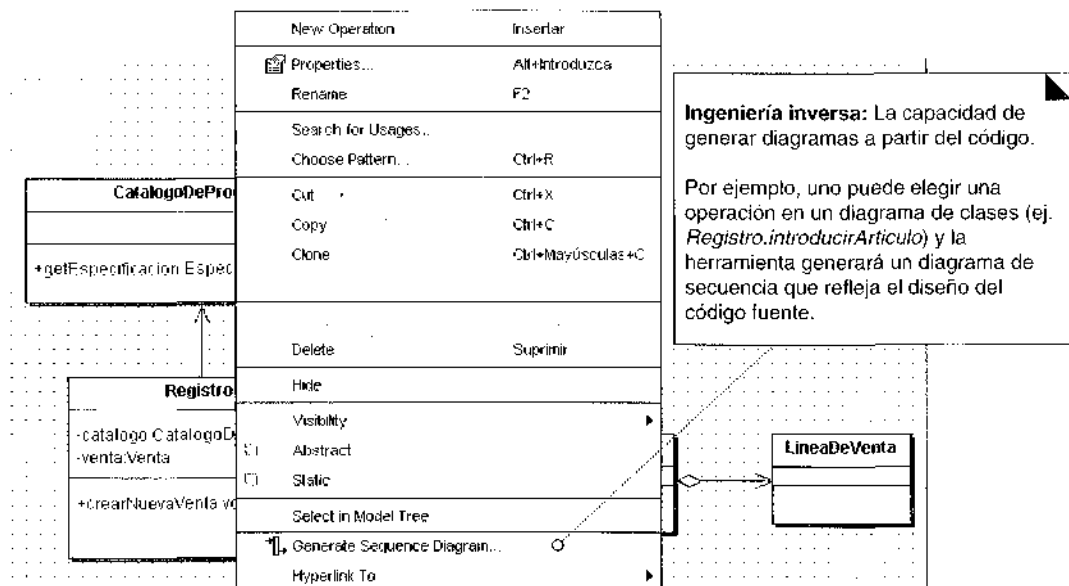 New Operation Insertar
Properties... Alt+Introduzca
Rename F2
Search for Usages..
Choose Pattern... Ctrl+R
Cut Ctrl+X
Copy Ctrl+C
Clone Ctrl+Mayúsculas+C
Delete Suprimir
Hide
Visibility
Abstract
Static
Select in Model Tree
Generate Sequence Diagram...
Hyperlink To
Ingeniería inversa: La capacidad de
generar diagramas a partir del código.
Por ejemplo, uno puede elegir una
operación en un diagrama de clases (ej.
Registro.introducirArticulo) y la
herramienta generará un diagrama de
secuencia que refleja el diseño del
código fuente.
CatalogoDePro
+getEspecificacion Espec
Registro
-catalogo CatalogoD
-venta:Venta
+crearNuevaVenta vo
LineaDeVenta